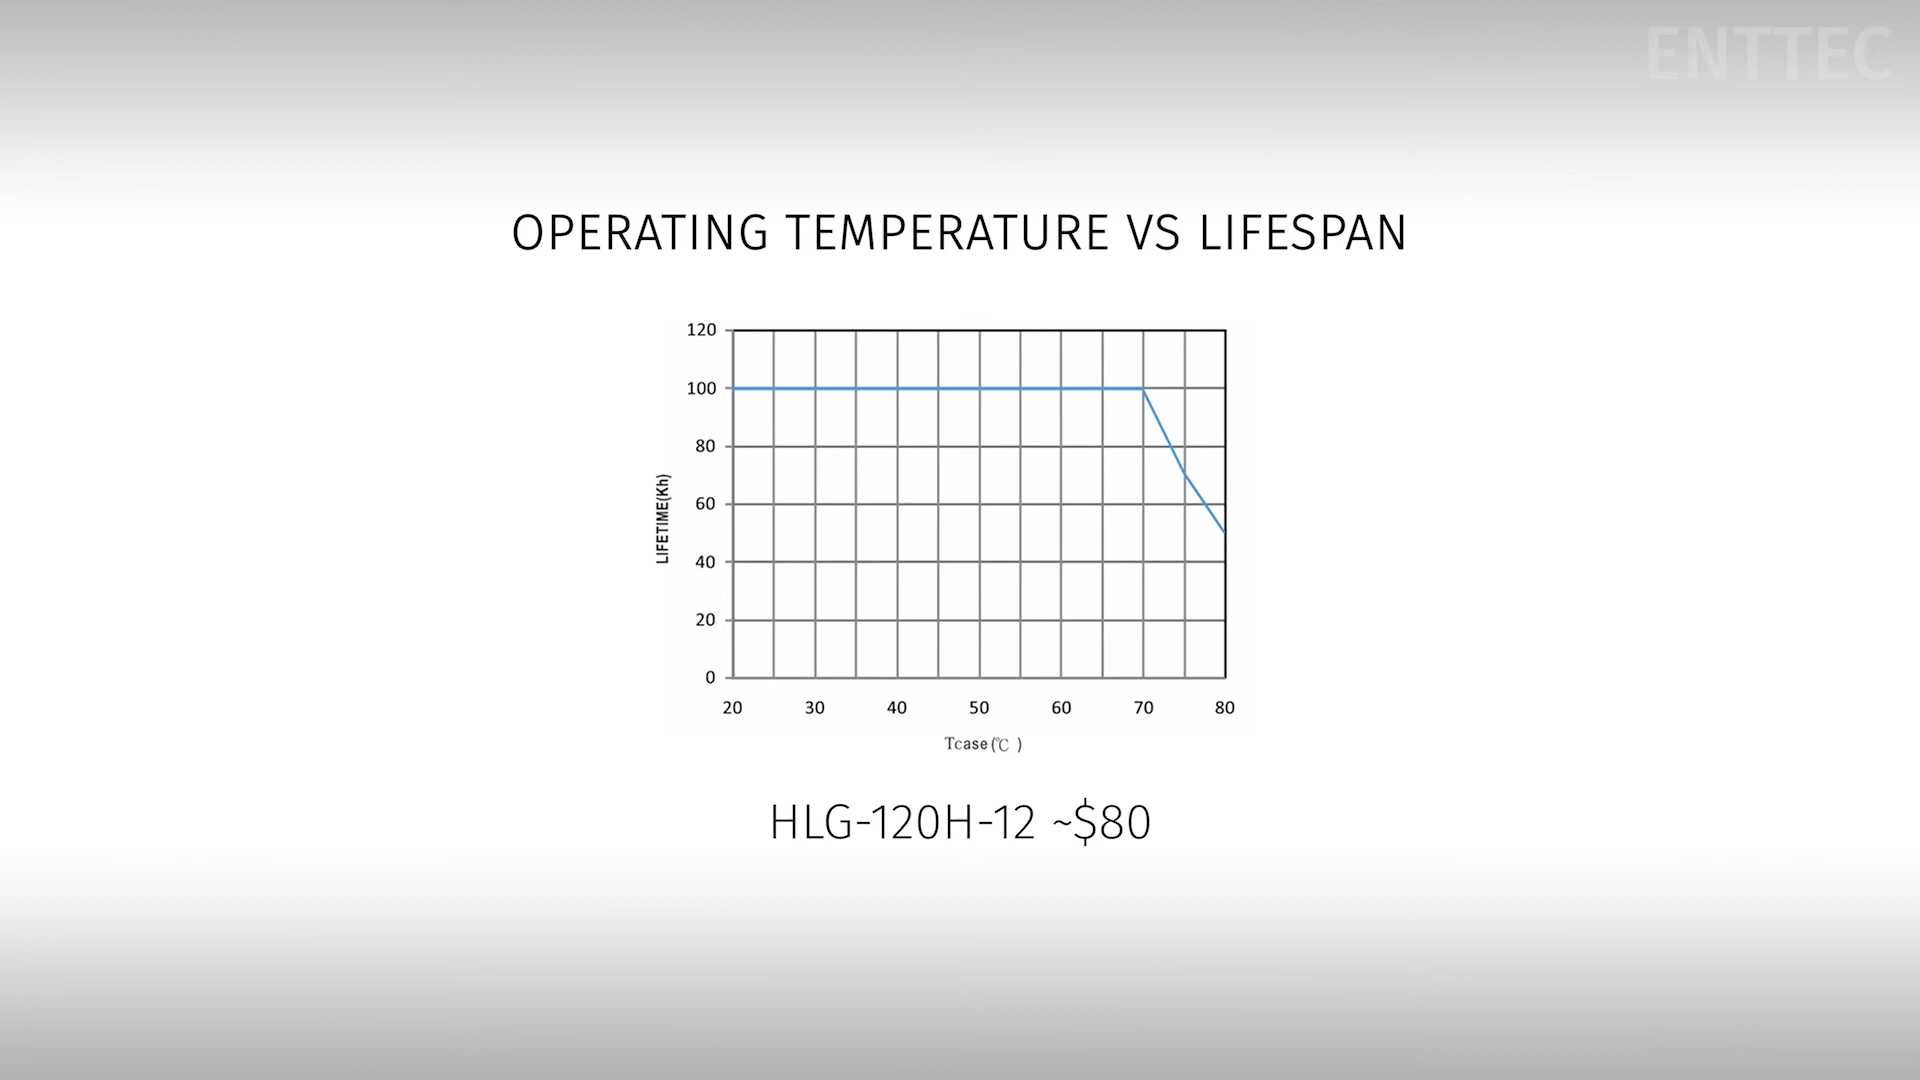 ENTTEC
OPERATING TEMPERATURE VS LIFESPAN
120
100
80
60
40
20
0
LIFETIME(Kh)
20 30 40 50 60 70 80
Tcase(℃ )
HLG-120H-12 ~$80